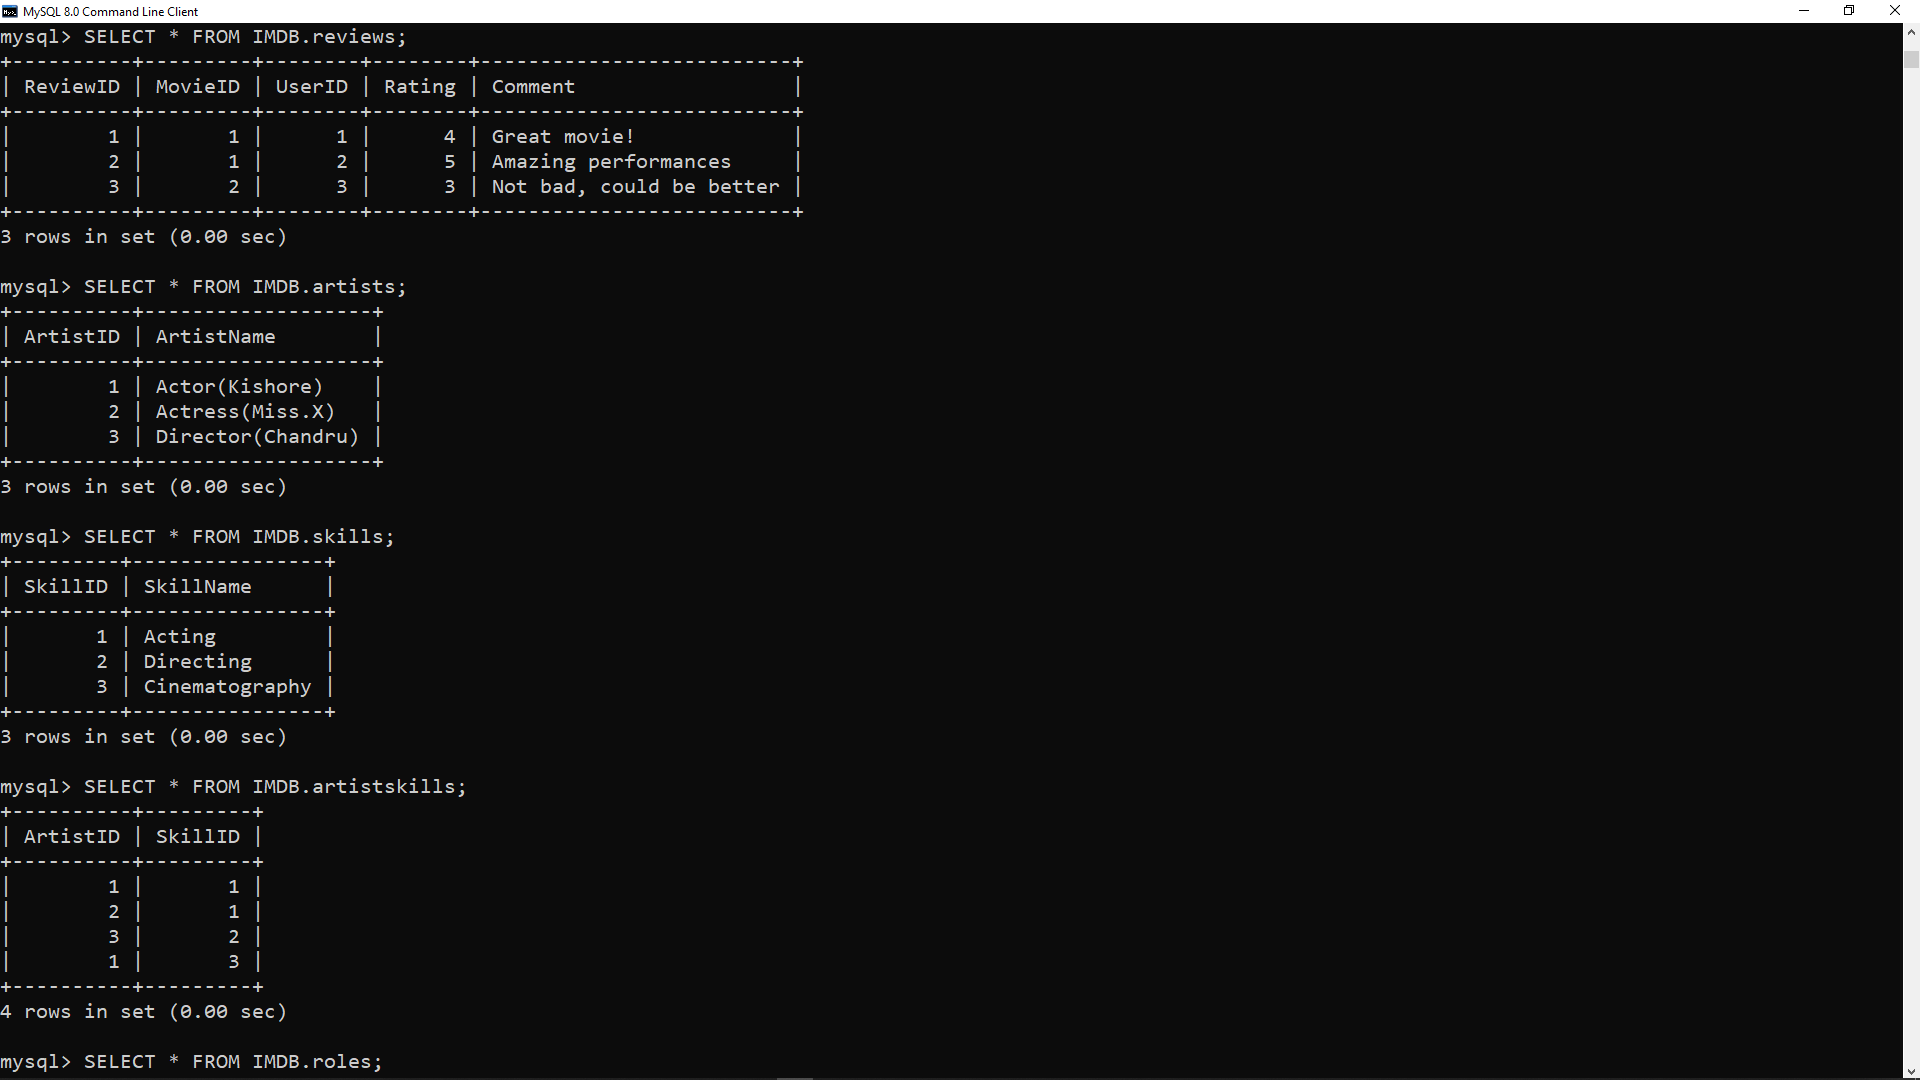 MySQL 8.0 Command Line Client
mysql> SELECT * FROM IMDB.reviews;
+----------+---------+--------+--------+--------------------------+
| ReviewID | MovieID | UserID | Rating | Comment                  |
+----------+---------+--------+--------+--------------------------+
|        1 |       1 |      1 |      4 | Great movie!             |
|        2 |       1 |      2 |      5 | Amazing performances     |
|        3 |       2 |      3 |      3 | Not bad, could be better |
+----------+---------+--------+--------+--------------------------+
3 rows in set (0.00 sec)
mysql> SELECT * FROM IMDB.artists;
+----------+-------------------+
| ArtistID | ArtistName        |
+----------+-------------------+
|        1 | Actor(Kishore)    |
|        2 | Actress(Miss.X)   |
|        3 | Director(Chandru) |
+----------+-------------------+
3 rows in set (0.00 sec)
mysql> SELECT * FROM IMDB.skills;
+---------+----------------+
| SkillID | SkillName      |
+---------+----------------+
|       1 | Acting         |
|       2 | Directing      |
|       3 | Cinematography |
+---------+----------------+
3 rows in set (0.00 sec)
mysql> SELECT * FROM IMDB.artistskills;
+----------+---------+
| ArtistID | SkillID |
+----------+---------+
|        1 |       1 |
|        2 |       1 |
|        3 |       2 |
|        1 |       3 |
+----------+---------+
4 rows in set (0.00 sec)
mysql> SELECT * FROM IMDB.roles;